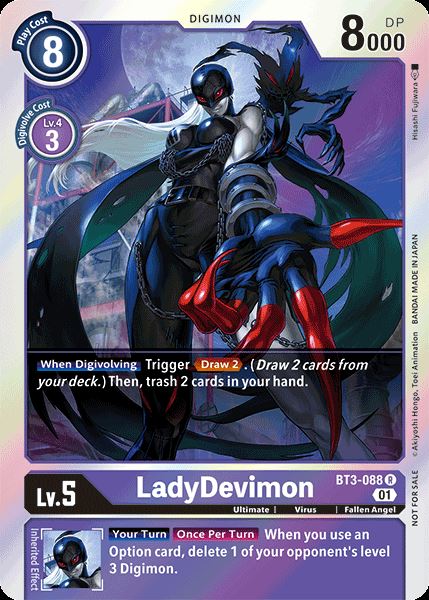 Play Cost
8
DIGIMON
DP
8000
Digivolve Cost
Lv.4
3
Hisashi Fujiwara
When Digivolving Trigger Draw 2. (Draw 2 cards from
your deck.) Then, trash 2 cards in your hand.
© Akiyoshi Hongo, Toei Animation BANDAI MADE IN JAPAN
NOT FOR SALE
Lv.5
LadyDevimon
BT3-088 R
01
Ultimate | Virus | Fallen Angel
Inherited Effect
Your Turn Once Per Turn When you use an
Option card, delete 1 of your opponent's level
3 Digimon.